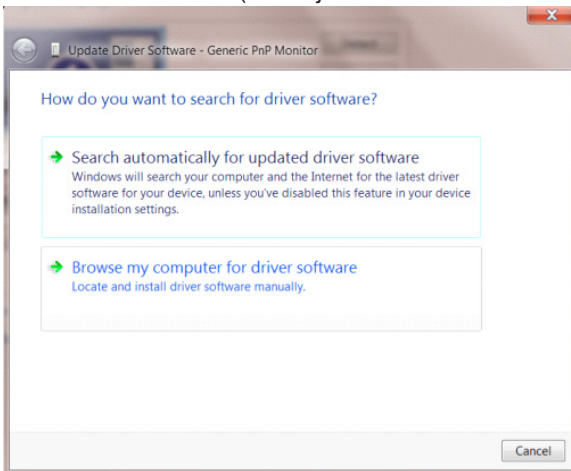 Update Driver Software - Generic PnP Monitor
How do you want to search for driver software?
Search automatically for updated driver software
Windows will search your computer and the Internet for the latest driver
software for your device, unless you've disabled this feature in your device
installation settings.
Browse my computer for driver software
Locate and install driver software manually.
Cancel